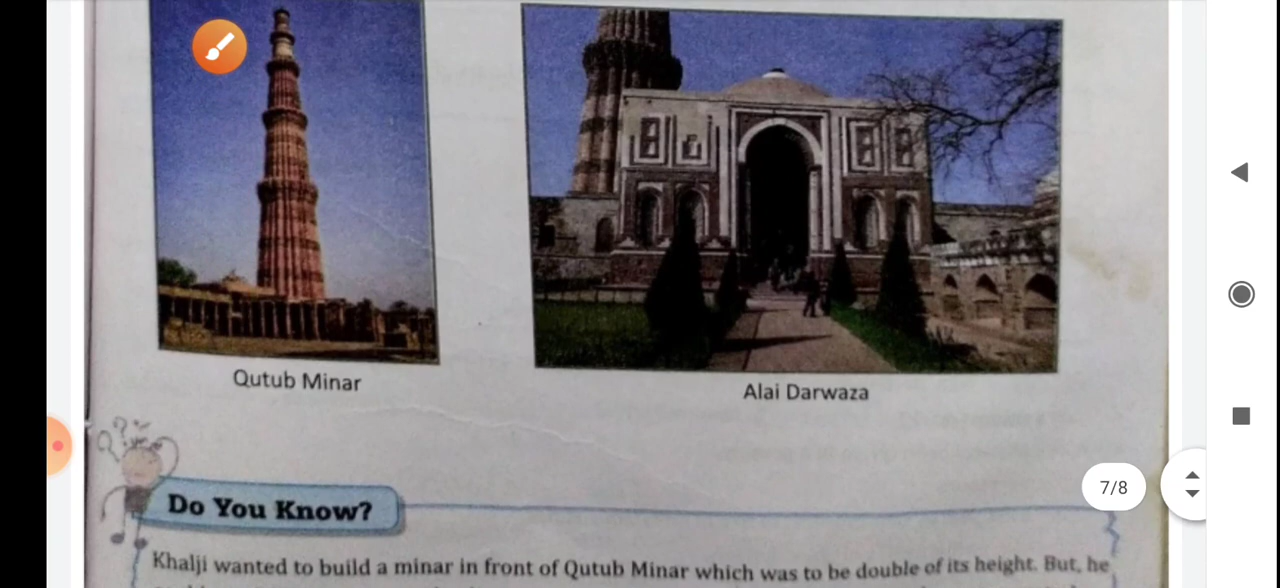 Qutub Minar
Alai Darwaza
7/8
Do You Know?
Khalji wanted to build a minar in front of Qutub Minar which was to be double of its height. But, he